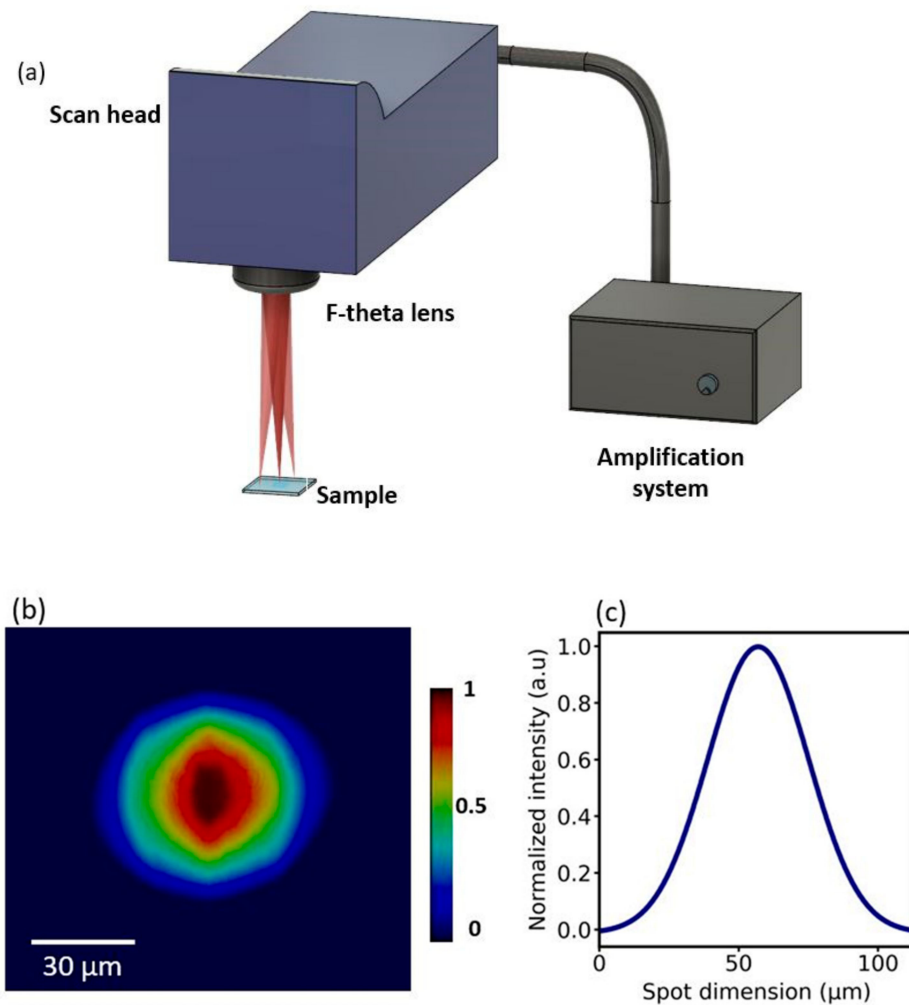 (a)
Scan head
F-theta lens
Sample
Amplification
system
(b)
1
0.5
0
30 µm
(c)
Normalized intensity (a.u)
1.0
0.8
0.6
0.4
0.2
0.0
0
50
100
Spot dimension (µm)